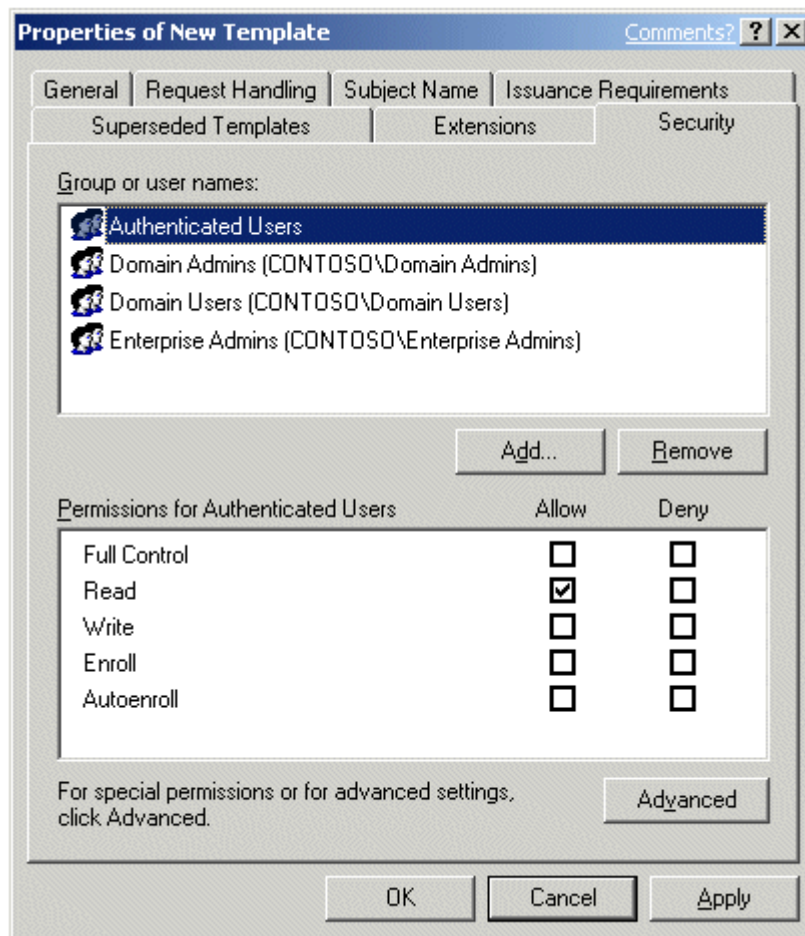 Properties of New Template Comments? ? X
General Request Handling Subject Name Issuance Requirements
Superseded Templates Extensions Security
Group or user names:
Authenticated Users
Domain Admins (CONTOSO\Domain Admins)
Domain Users (CONTOSO\Domain Users)
Enterprise Admins (CONTOSO\Enterprise Admins)
Add... Remove
Permissions for Authenticated Users Allow Deny
Full Control
Read
Write
Enroll
Autoenroll
For special permissions or for advanced settings,
click Advanced.
Advanced
OK Cancel Apply